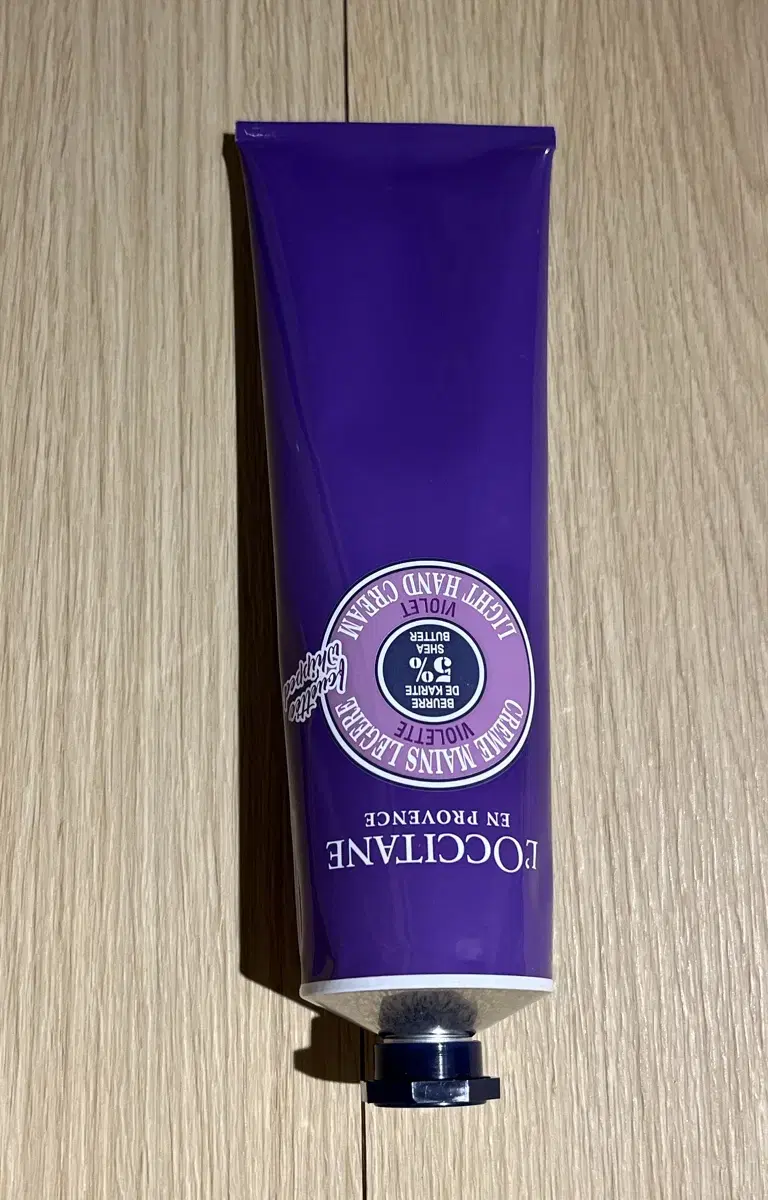 L'OCCITANE
EN PROVENCE
CREME MAINS LEGERE
VIOLETTE
BEURRE
DE KARITE
5%
SHEA
BUTTER
VIOLET
LIGHT HAND CREAM